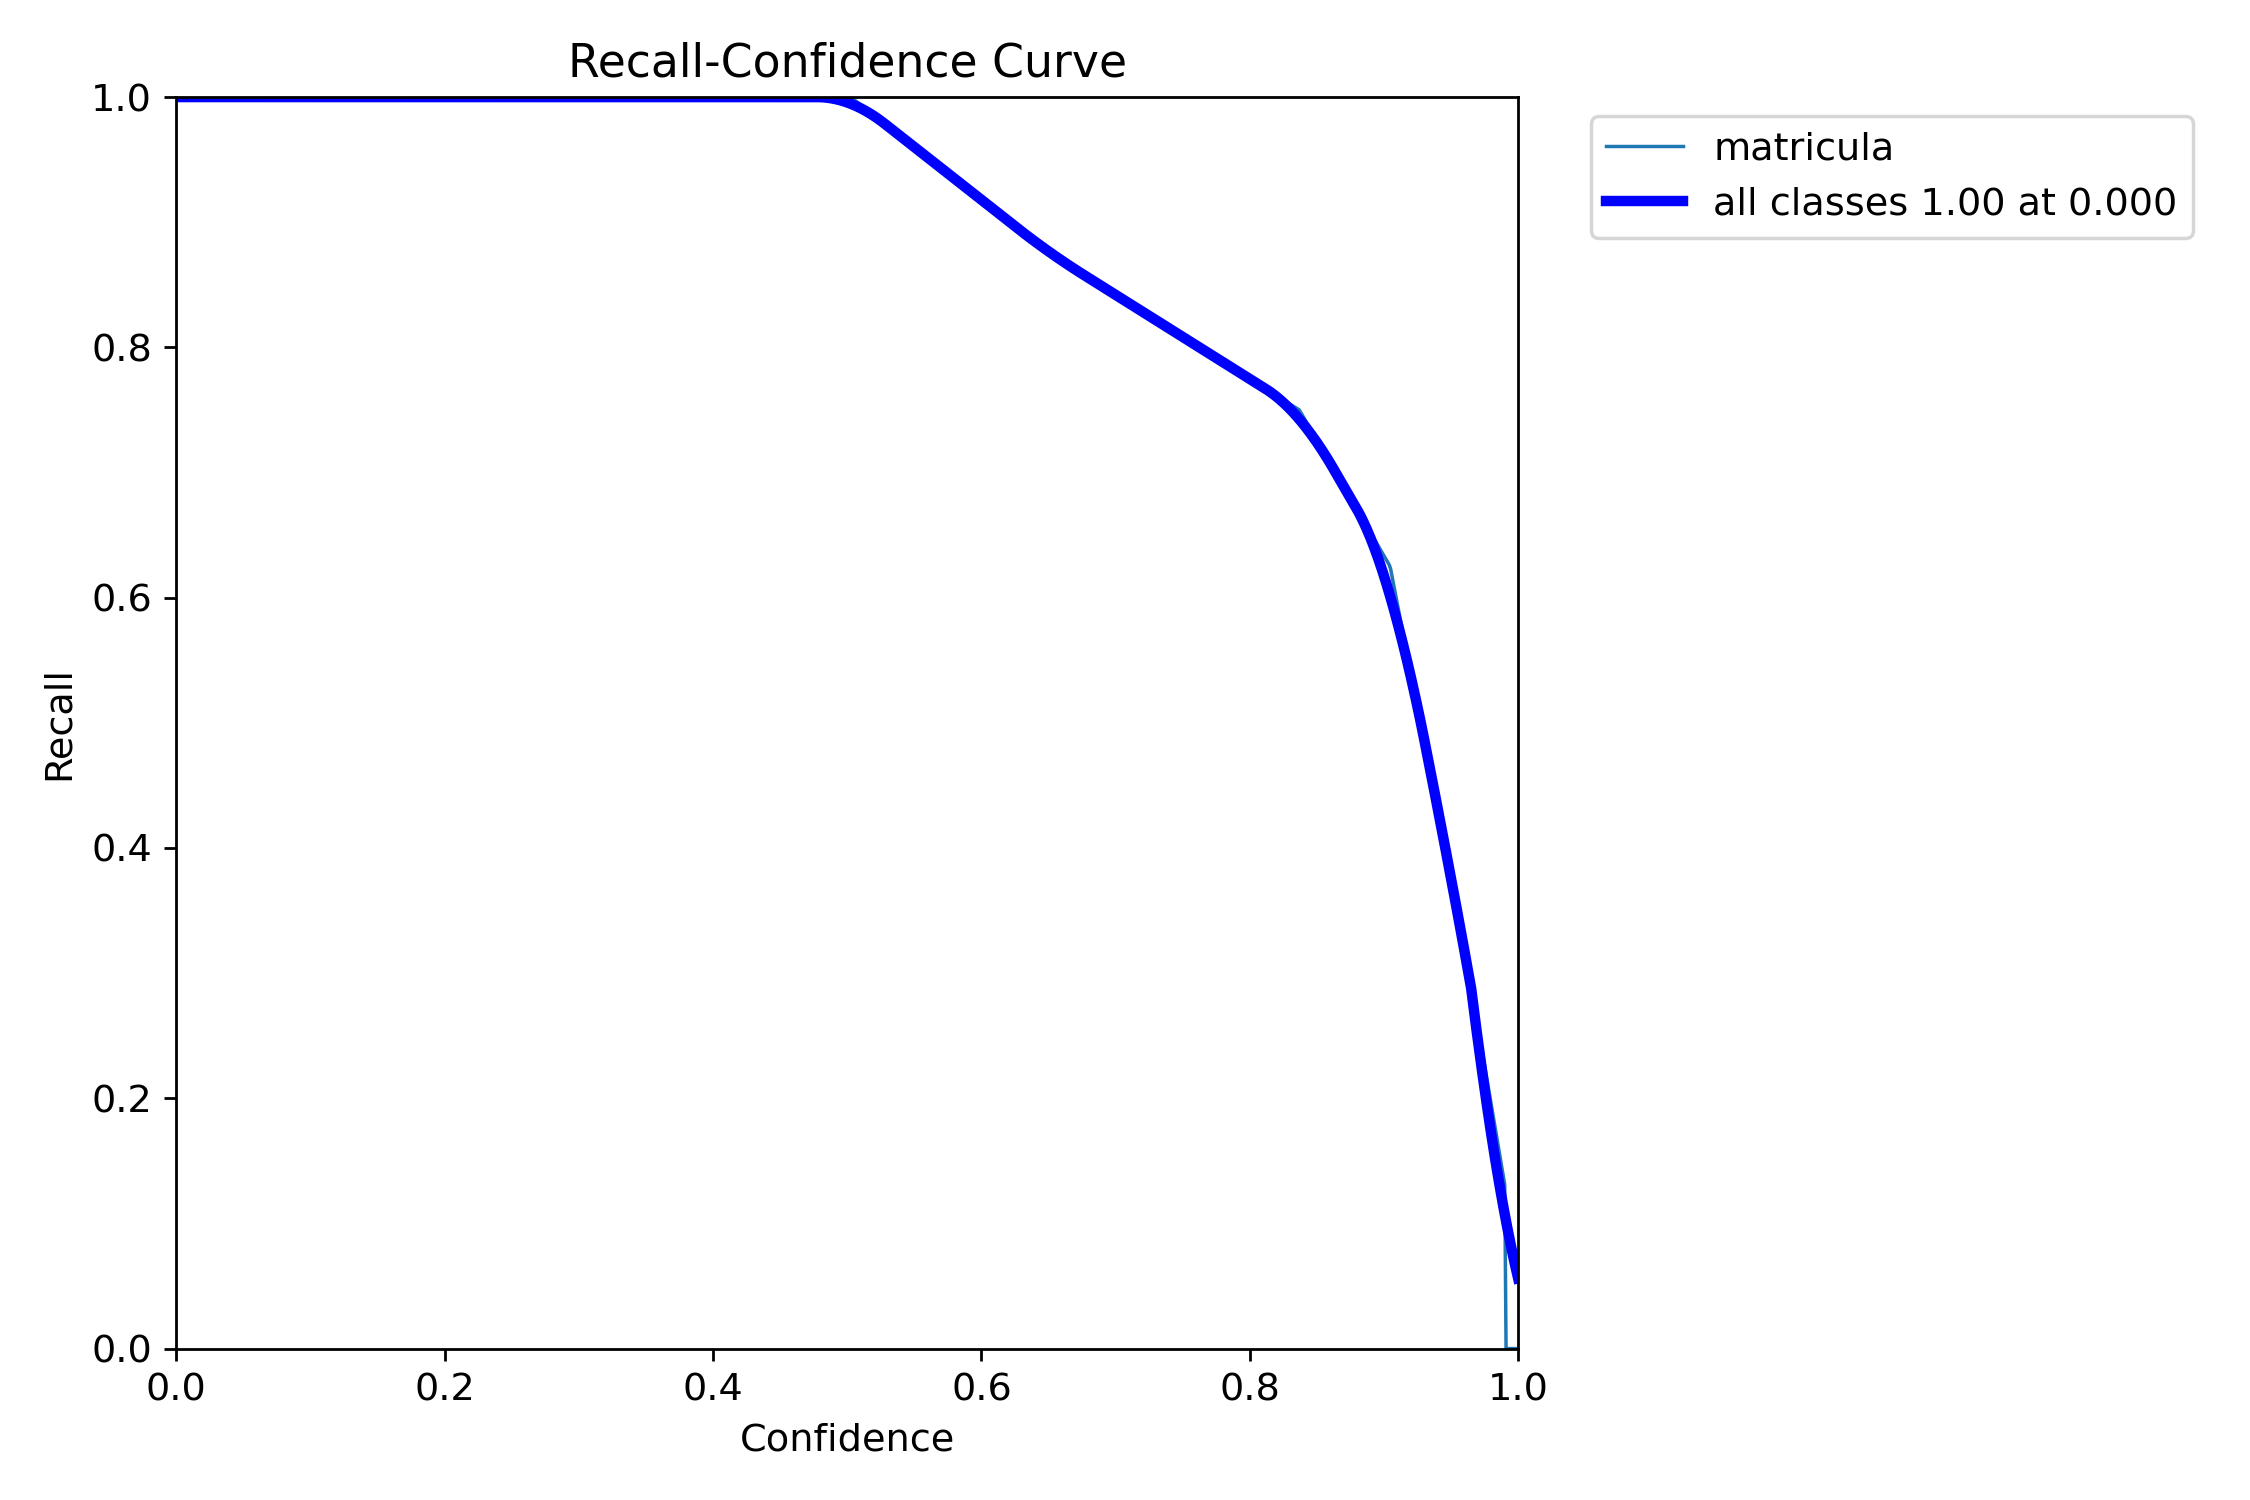 Recall-Confidence Curve
matricula
all classes 1.00 at 0.000
Recall
1.0
0.8
0.6
0.4
0.2
0.0
0.0 0.2 0.4 0.6 0.8 1.0
Confidence